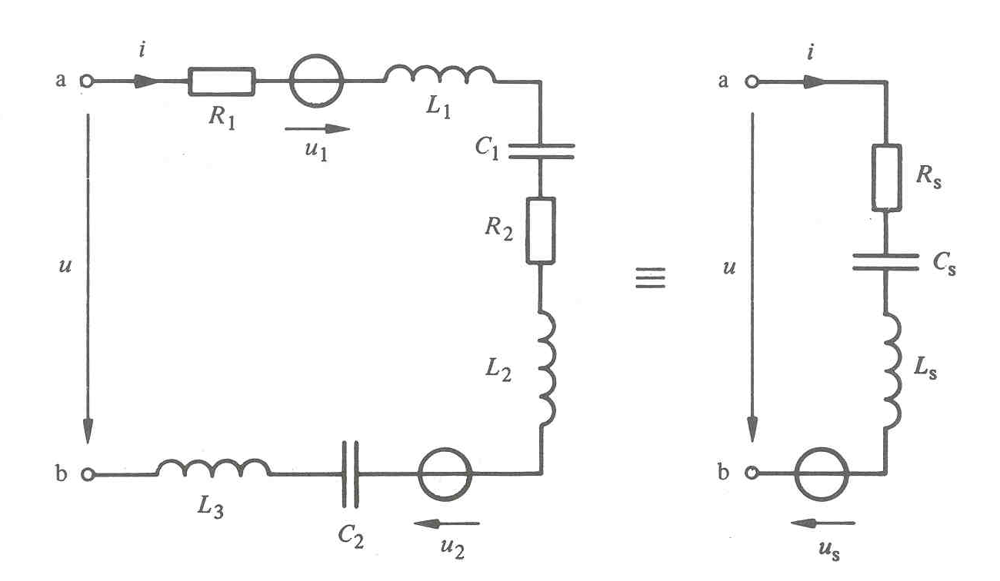 i
a
R1
u1
L1
C1
R2
u
L2
b
L3
C2
u2
≡
i
a
Rs
u
Cs
Ls
b
us